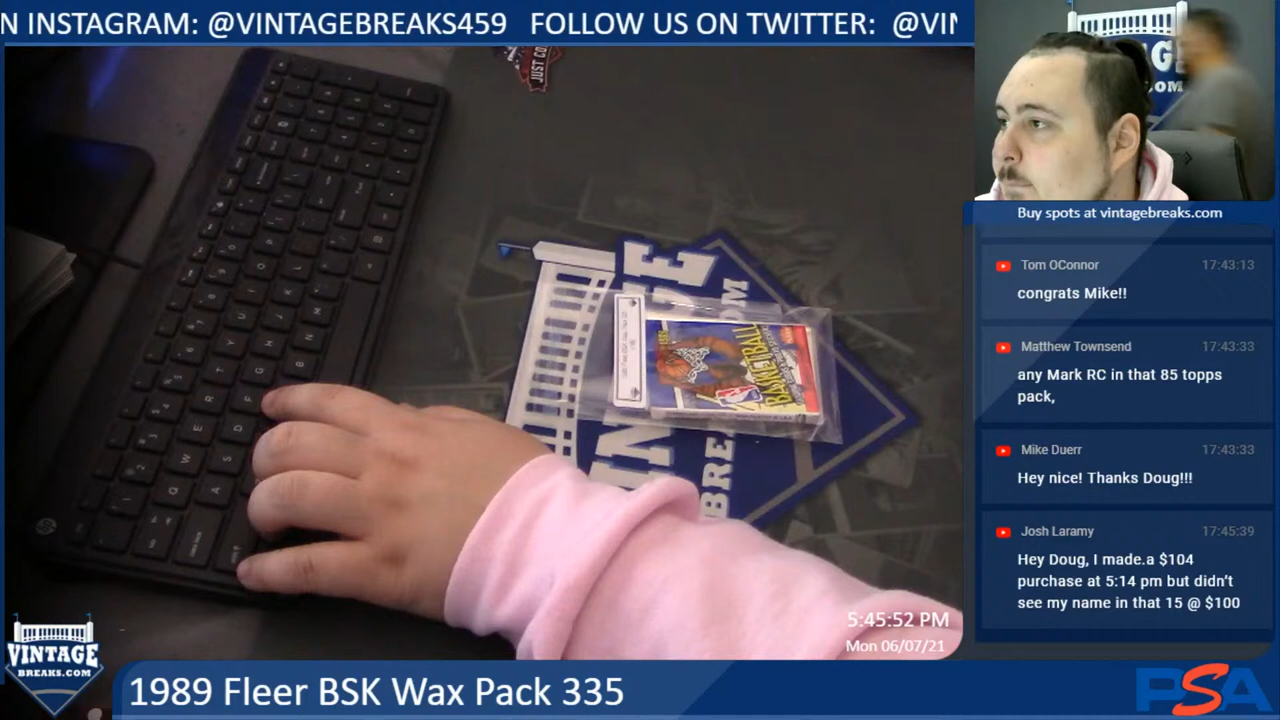 N INSTAGRAM: @VINTAGEBREAKS459 FOLLOW US ON TWITTER: @VIN
JUST CO
Buy spots at vintagebreaks.com
Tom OConnor 17:43:13
congrats Mike!!
Matthew Townsend 17:43:33
any Mark RC in that 85 topps
pack,
Mike Duerr 17:43:33
Hey nice! Thanks Doug!!!
Josh Laramy 17:45:39
Hey Doug, I made.a $104
purchase at 5:14 pm but didn't
see my name in that 15 @ $100
BASKETBALL
BRE
5:45:52 PM
Mon 06/07/21
VINTAGE
BREAKS.COM
1989 Fleer BSK Wax Pack 335
PSA